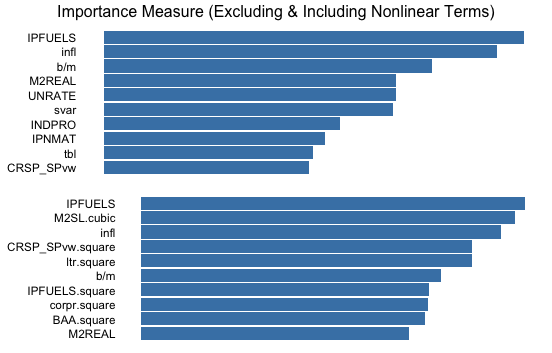 Importance Measure (Excluding & Including Nonlinear Terms)
IPFUELS
infl
b/m
M2REAL
UNRATE
svar
INDPRO
IPNMAT
tbl
CRSP_SPvw
IPFUELS
M2SL.cubic
infl
CRSP_SPvw.square
ltr.square
b/m
IPFUELS.square
corpr.square
BAA.square
M2REAL